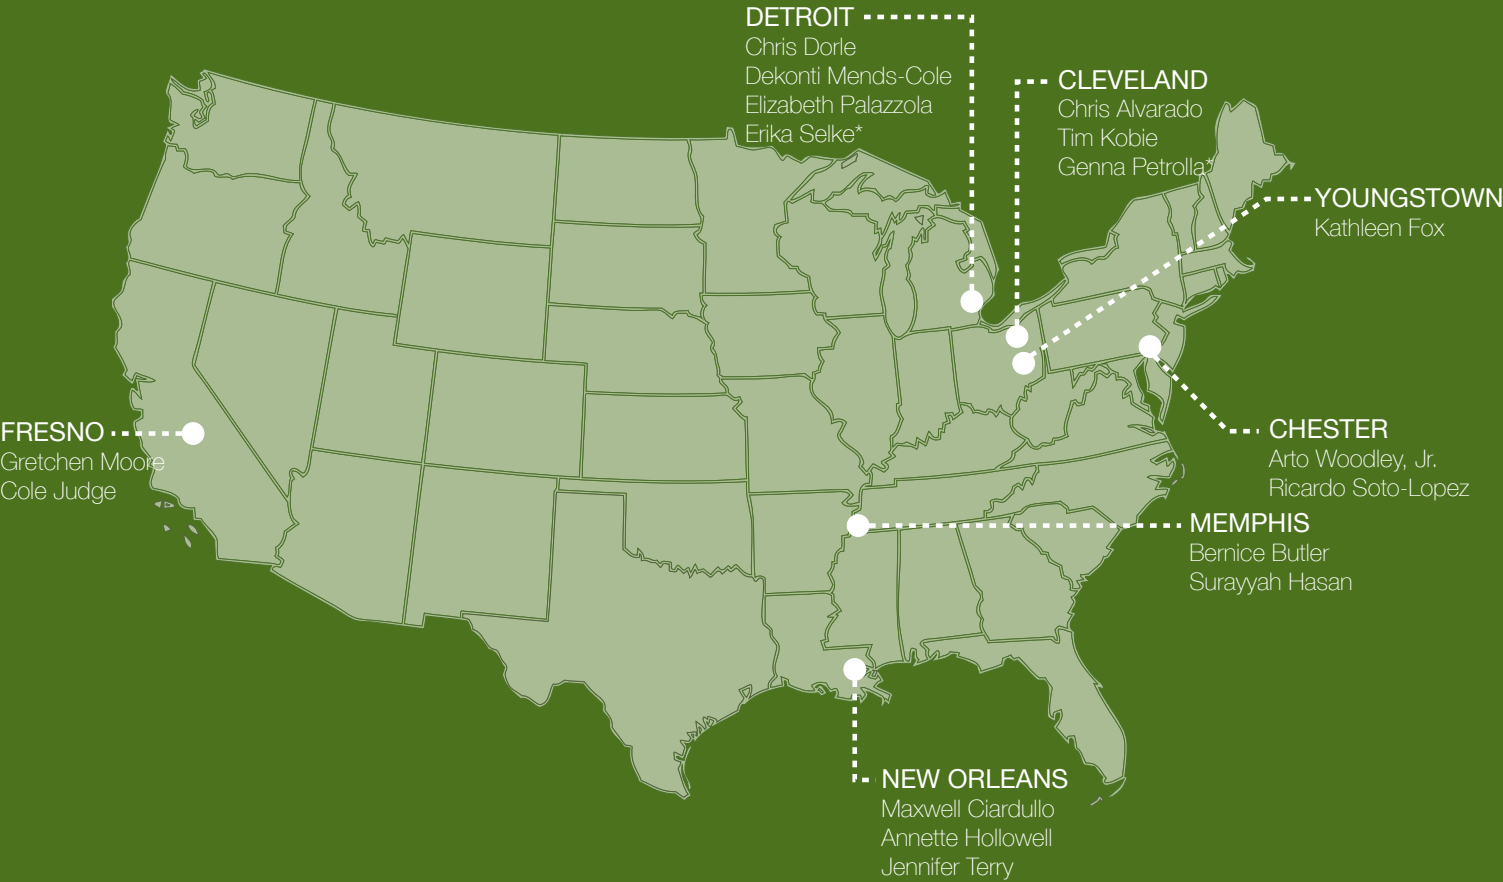 DETROIT
Chris Dorle
Dekonti Mends-Cole
Elizabeth Palazzola
Erika Selke*
CLEVELAND
Chris Alvarado
Tim Kobie
Genna Petrolla*
YOUNGSTOWN
Kathleen Fox
FRESNO
Gretchen Moore
Cole Judge
CHESTER
Arto Woodley, Jr.
Ricardo Soto-Lopez
MEMPHIS
Bernice Butler
Surayyah Hasan
NEW ORLEANS
Maxwell Ciardullo
Annette Hollowell
Jennifer Terry